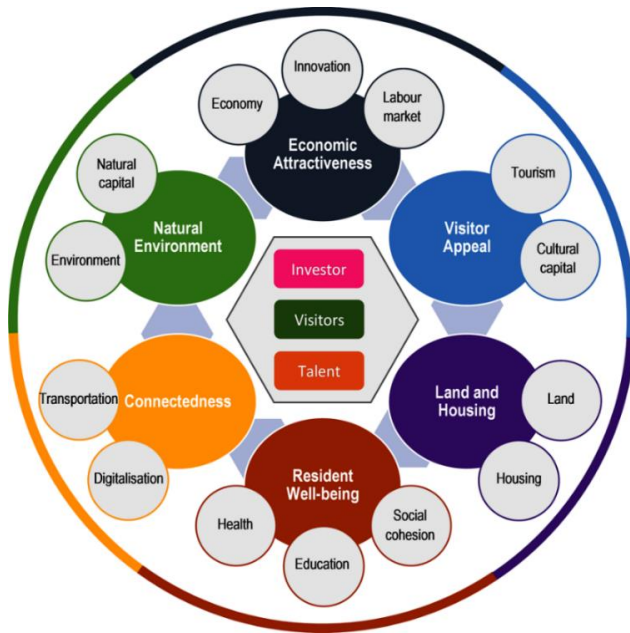 Innovation
Economy
Labour
market
Economic
Attractiveness
Natural
capital
Tourism
Natural
Environment
Visitor
Appeal
Environment
Cultural
capital
Investor
Visitors
Talent
Transportation
Connectedness
Digitalisation
Land and
Housing
Land
Housing
Resident
Well-being
Health
Education
Social
cohesion